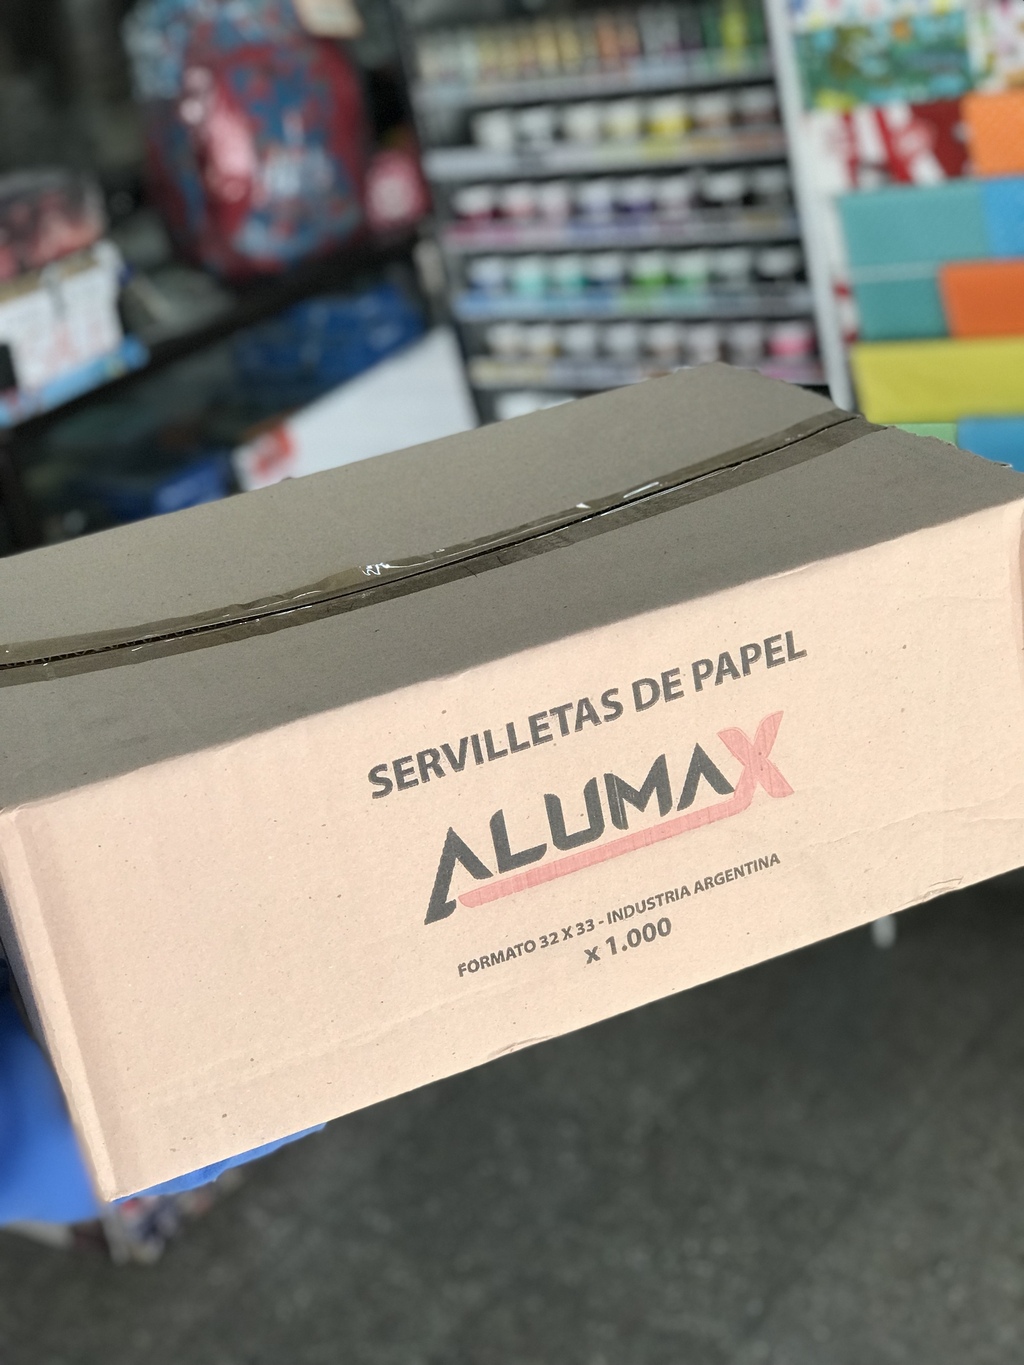 SERVILLETAS DE PAPEL
ALUMAX
FORMATO 32 X 33 - INDUSTRIA ARGENTINA
X 1.000